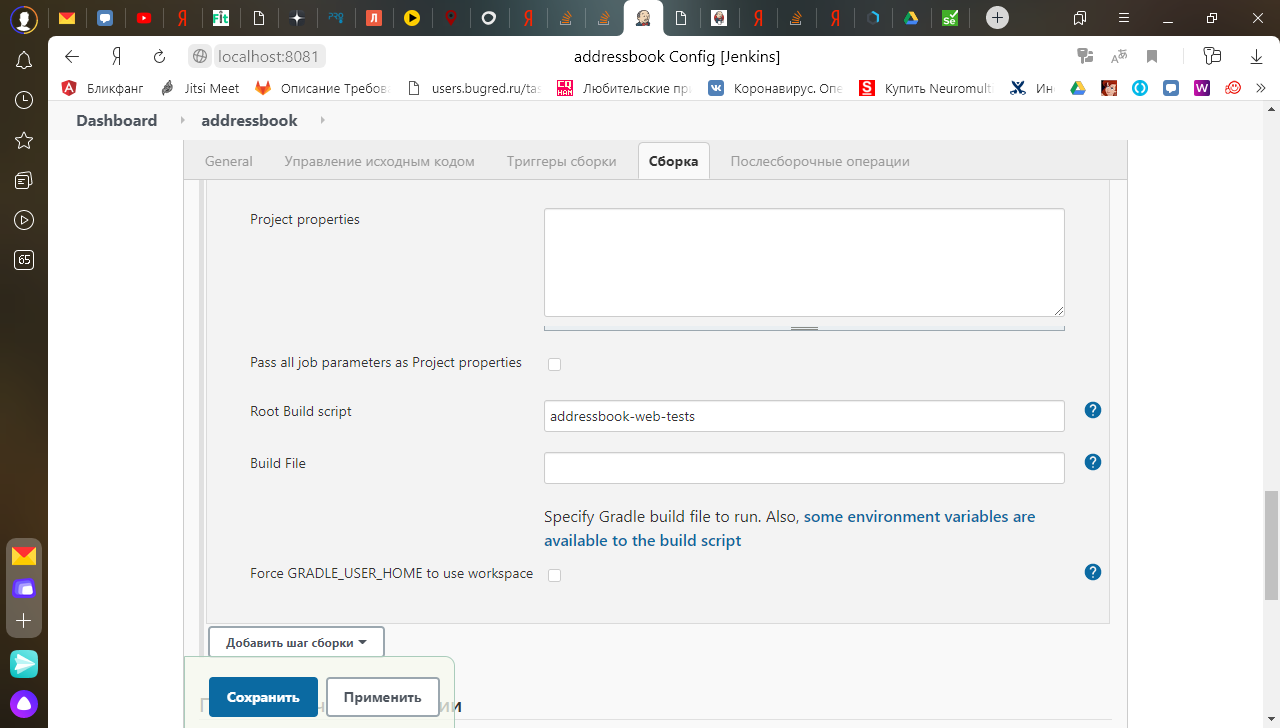 localhost:8081
addressbook Config [Jenkins]
Бликфанг
Jitsi Meet
Описание Требов
users.bugred.ru/tas
Любительские пр
Коронавирус. Опе
Купить Neuromult
Ин
Dashboard
addressbook
General
Управление исходным кодом
Триггеры сборки
Сборка
Послесборочные операции
Project properties
Pass all job parameters as Project properties
Root Build script
addressbook-web-tests
Build File
Specify Gradle build file to run. Also, some environment variables are
available to the build script
Force GRADLE_USER_HOME to use workspace
Добавить шаг сборки
Сохранить
Применить
65